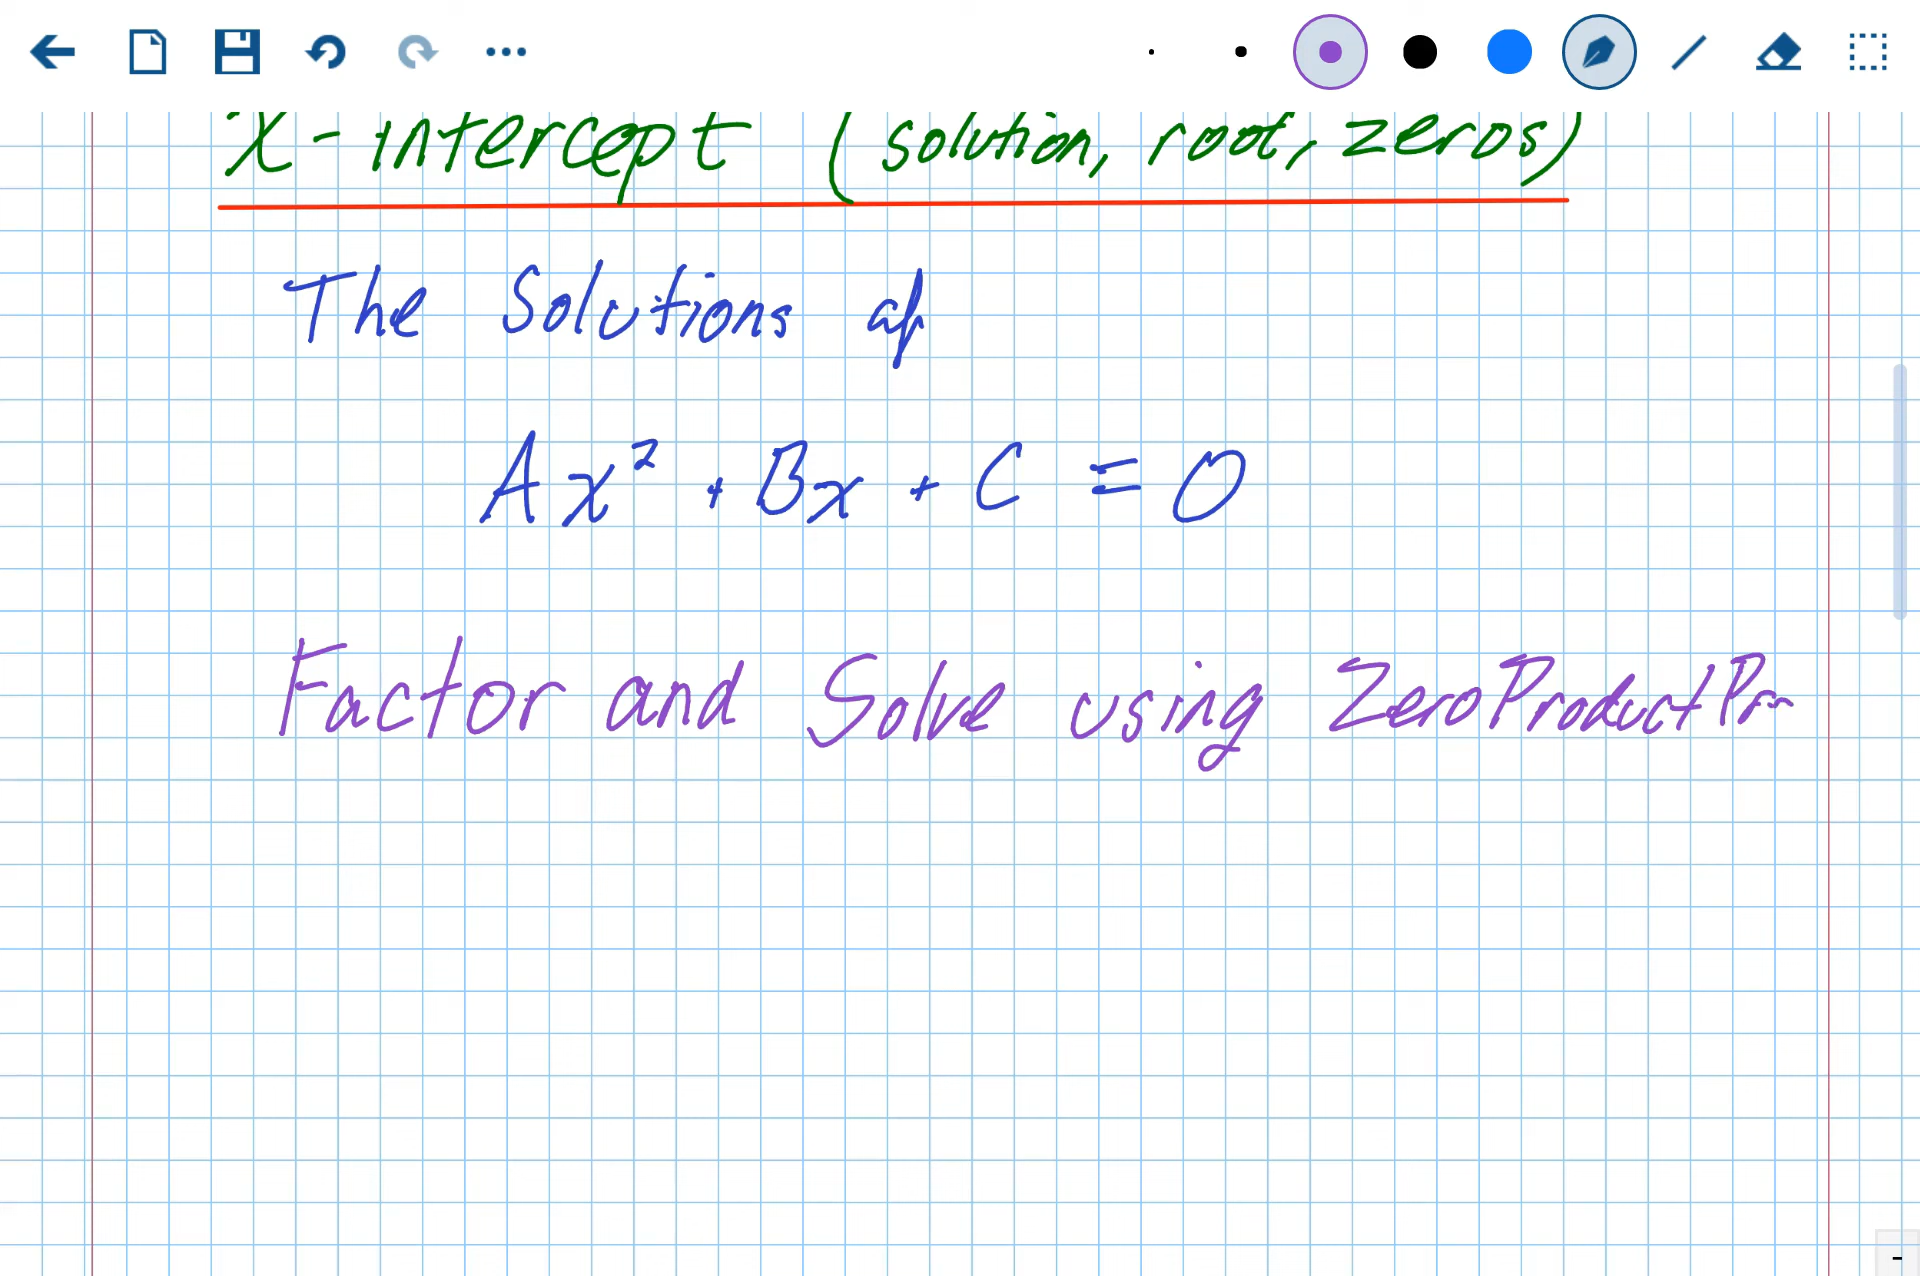 x-intercept (solution, root, zeros)
The Solutions of
Ax² + Bx + C = 0
Factor and Solve using Zero Product